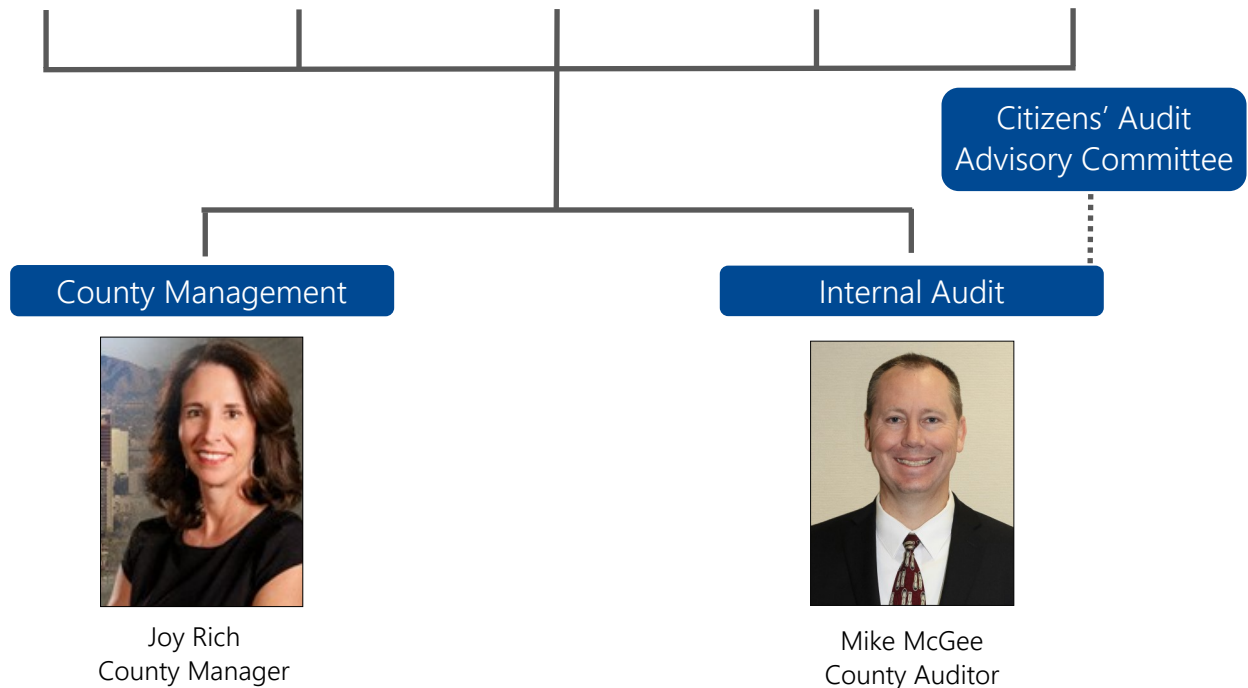 Citizens’ Audit
Advisory Committee
County Management
Internal Audit
Joy Rich
County Manager
Mike McGee
County Auditor